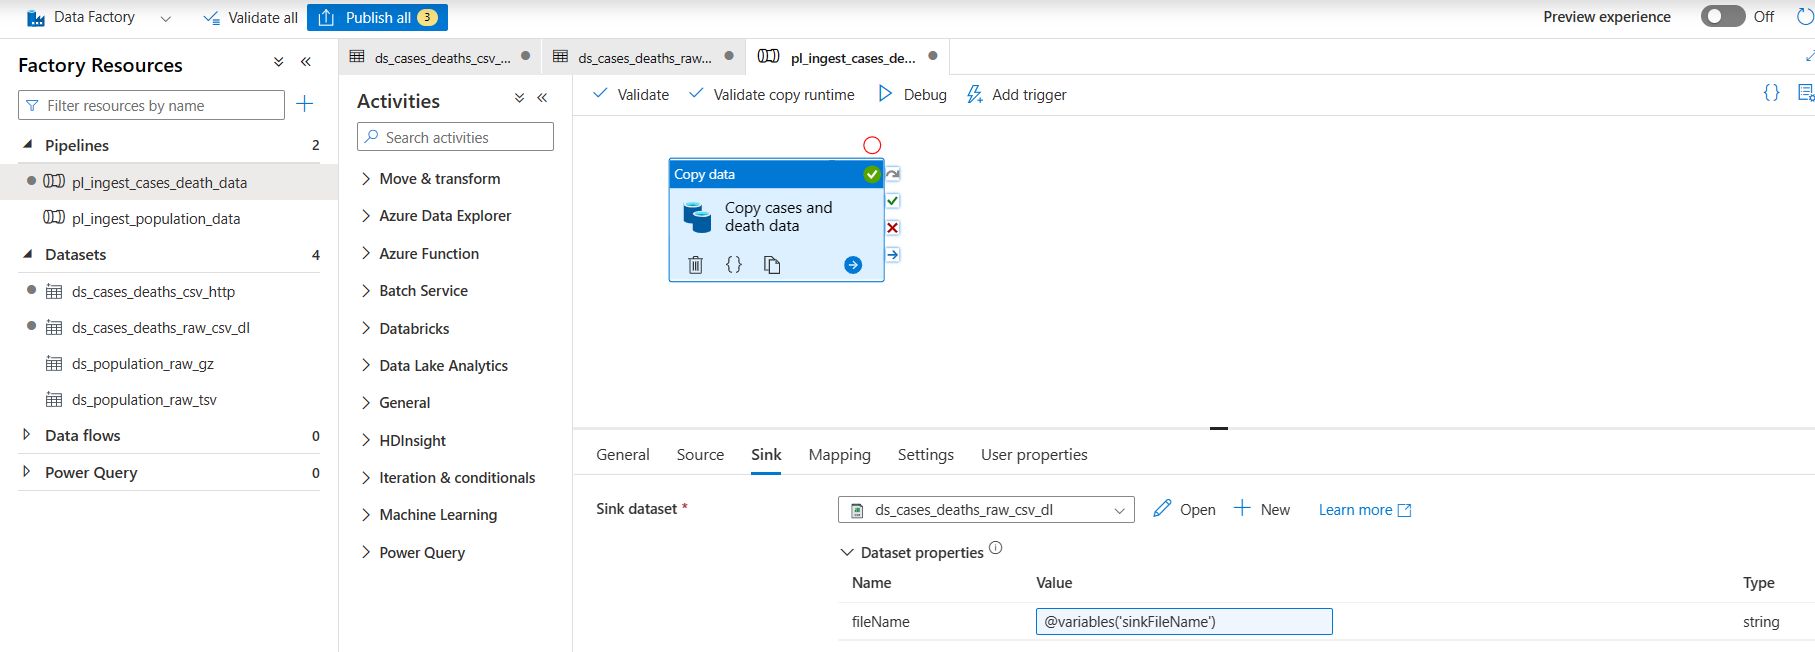 Data Factory
Validate all
Publish all 3
Preview experience
Off
Factory Resources
Filter resources by name
Pipelines 2
pl_ingest_cases_death_data
pl_ingest_population_data
Datasets 4
ds_cases_deaths_csv_http
ds_cases_deaths_raw_csv_dl
ds_population_raw_gz
ds_population_raw_tsv
Data flows 0
Power Query 0
ds_cases_deaths_csv_...
ds_cases_deaths_raw...
pl_ingest_cases_de...
Activities
Search activities
Move & transform
Azure Data Explorer
Azure Function
Batch Service
Databricks
Data Lake Analytics
General
HDInsight
Iteration & conditionals
Machine Learning
Power Query
Validate
Validate copy runtime
Debug
Add trigger
Copy data
Copy cases and
death data
General
Source
Sink
Mapping
Settings
User properties
Sink dataset *
ds_cases_deaths_raw_csv_dl
Open
New
Learn more
Dataset properties
Name Value Type
fileName @variables('sinkFileName') string